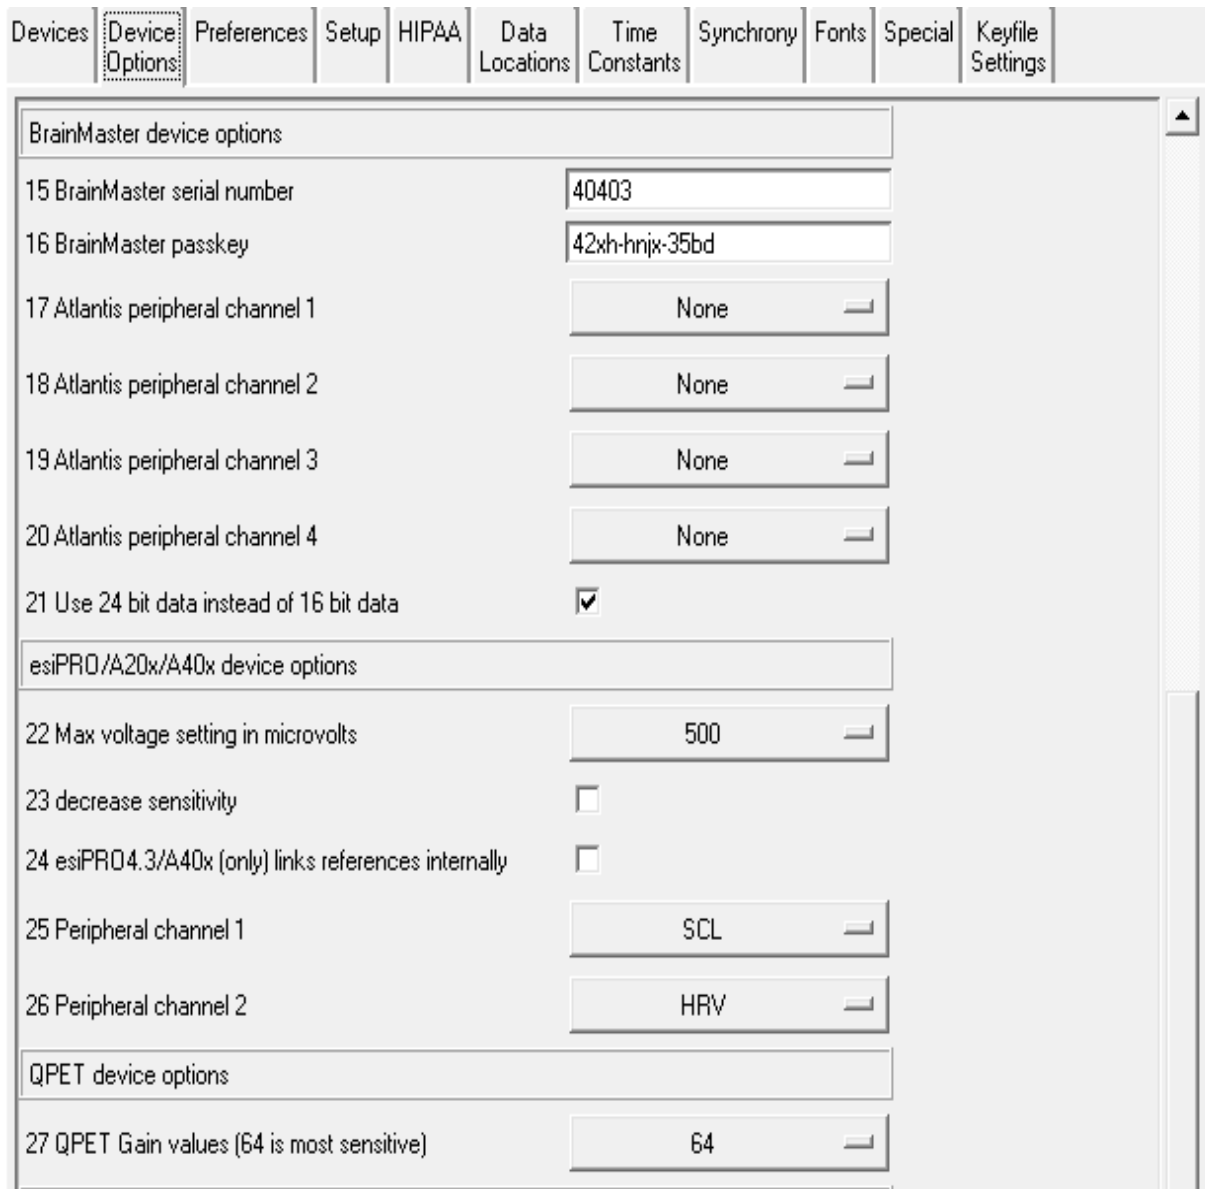 Devices Device Options Preferences Setup HIPAA Data Locations Time Constants Synchrony Fonts Special Keyfile Settings
BrainMaster device options
15 BrainMaster serial number 40403
16 BrainMaster passkey 42xh-hnjx-35bd
17 Atlantis peripheral channel 1 None
18 Atlantis peripheral channel 2 None
19 Atlantis peripheral channel 3 None
20 Atlantis peripheral channel 4 None
21 Use 24 bit data instead of 16 bit data
esiPRO/A20x/A40x device options
22 Max voltage setting in microvolts 500
23 decrease sensitivity
24 esiPRO4.3/A40x (only) links references internally
25 Peripheral channel 1 SCL
26 Peripheral channel 2 HRV
QPET device options
27 QPET Gain values (64 is most sensitive) 64